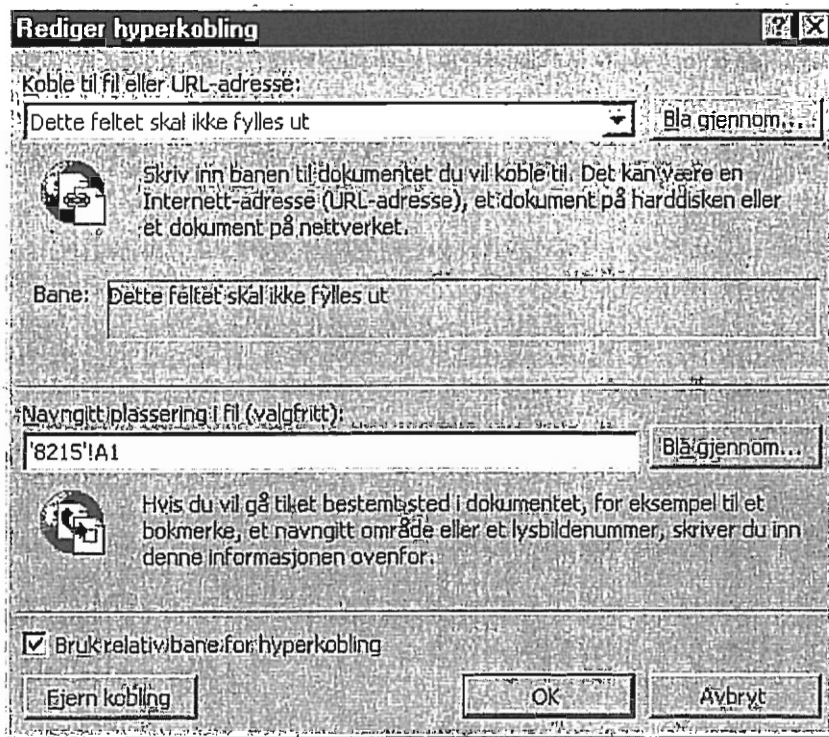 Rediger hyperkobling
Koble til fil eller URL-adresse:
Dette feltet skal ikke fylles ut
Bla gjennom...
Skriv inn banen til dokumentet du vil koble til. Det kan være en
Internett-adresse (URL-adresse), et dokument på harddisken eller
et dokument på nettverket.
Bane:
Dette feltet skal ikke fylles ut
Navngitt plassering i fil (valgfritt):
'8215'!A1
Bla gjennom...
Hvis du vil gå til et bestemt sted i dokumentet, for eksempel til et
bokmerke, et navngitt område eller et lysbildenummer, skriver du inn
denne informasjonen ovenfor.
Bruk relativ bane for hyperkobling
Fjern kobling
OK
Avbryt